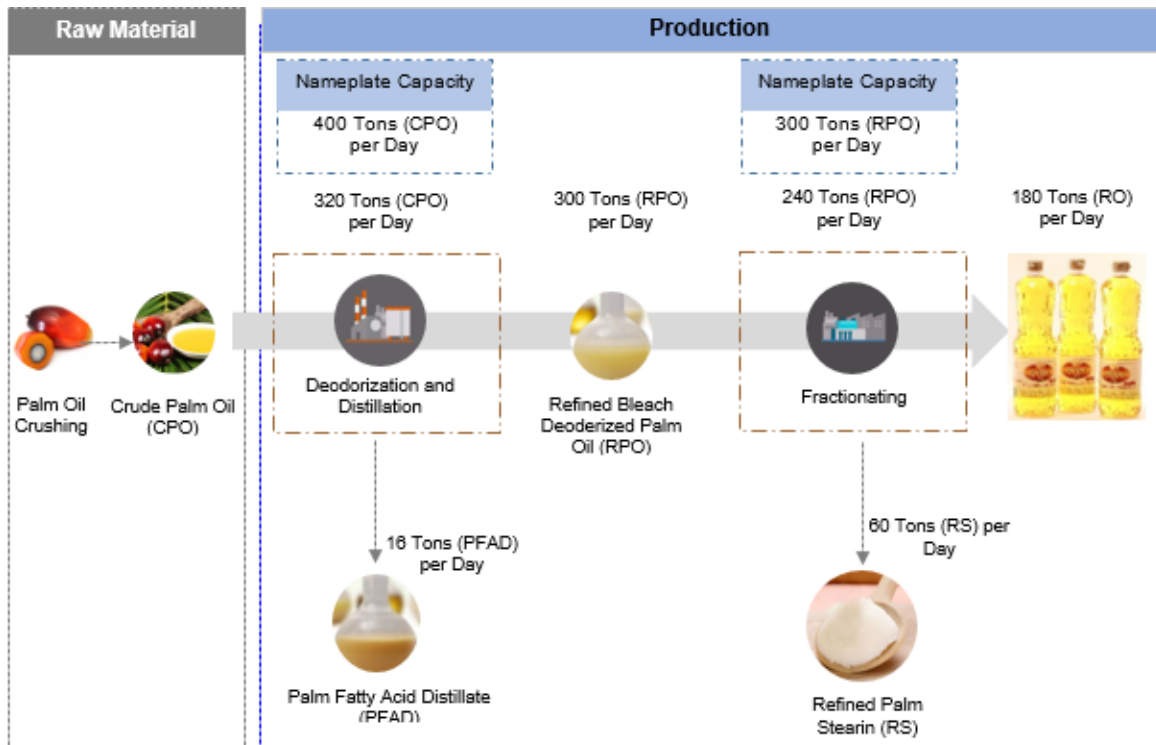 Raw Material
Production
Nameplate Capacity
400 Tons (CPO)
per Day
Nameplate Capacity
300 Tons (RPO)
per Day
320 Tons (CPO)
per Day
300 Tons (RPO)
per Day
240 Tons (RPO)
per Day
180 Tons (RO)
per Day
Palm Oil
Crushing
Crude Palm Oil
(CPO)
Deodorization and
Distillation
Refined Bleach
Deoderized Palm
Oil (RPO)
Fractionating
16 Tons (PFAD)
per Day
60 Tons (RS) per
Day
Palm Fatty Acid Distillate
(PFAD)
Refined Palm
Stearin (RS)